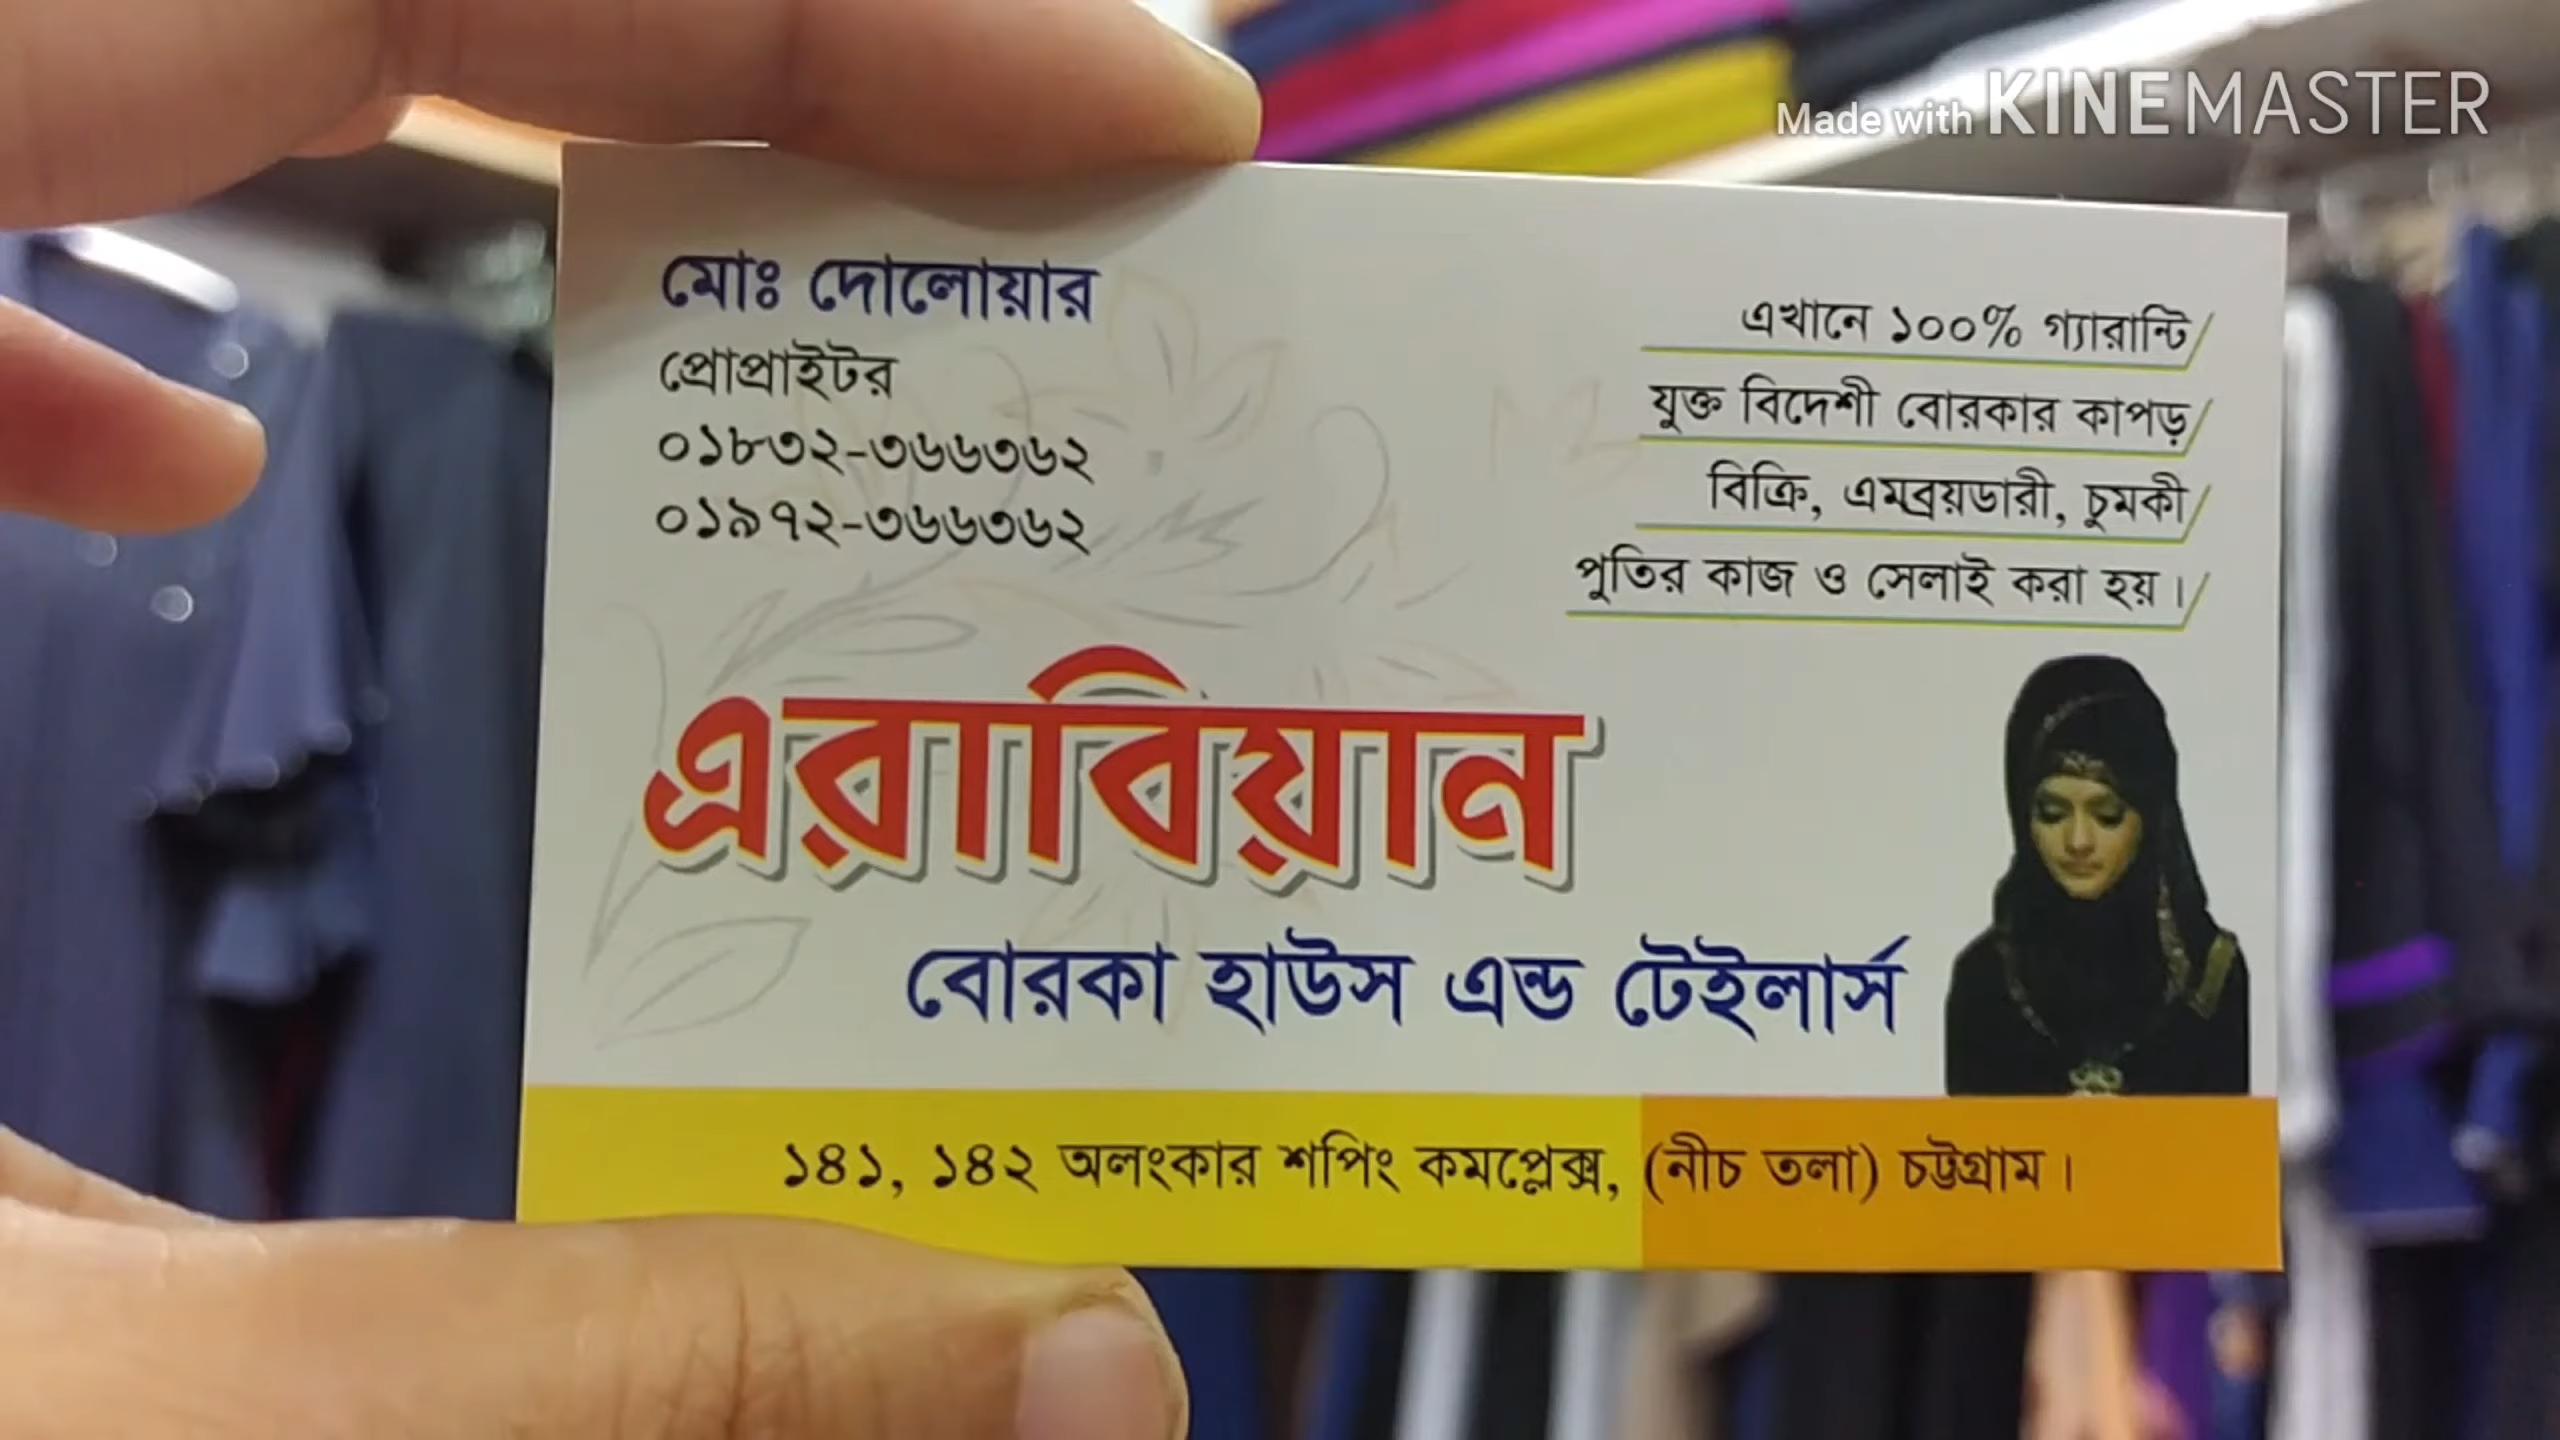 Made with KINEMASTER
মোঃ দোলোয়ার
প্রোপ্রাইটর
০১৮৩২-৩৬৬৩৬২
০১৯৭২-৩৬৬৩৬২
এখানে ১০০% গ্যারান্টি
যুক্ত বিদেশী বোরকার কাপড়
বিক্রি, এমব্রয়ডারী, চুমকী
পুতির কাজ ও সেলাই করা হয়।
এরাবিয়ান
বোরকা হাউস এন্ড টেইলার্স
১৪১, ১৪২ অলংকার শপিং কমপ্লেক্স, (নীচ তলা) চট্টগ্রাম।